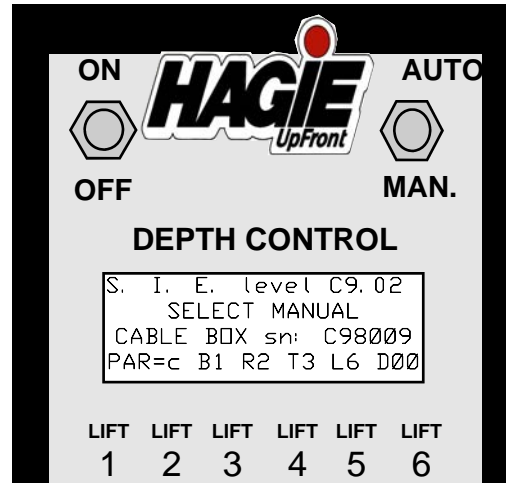 ON HAGIE AUTO
UpFront
OFF MAN.
DEPTH CONTROL
S. I. E. level C9.02
SELECT MANUAL
CABLE BOX sn: C98009
PAR=c B1 R2 T3 L6 D00
LIFT LIFT LIFT LIFT LIFT LIFT
1 2 3 4 5 6